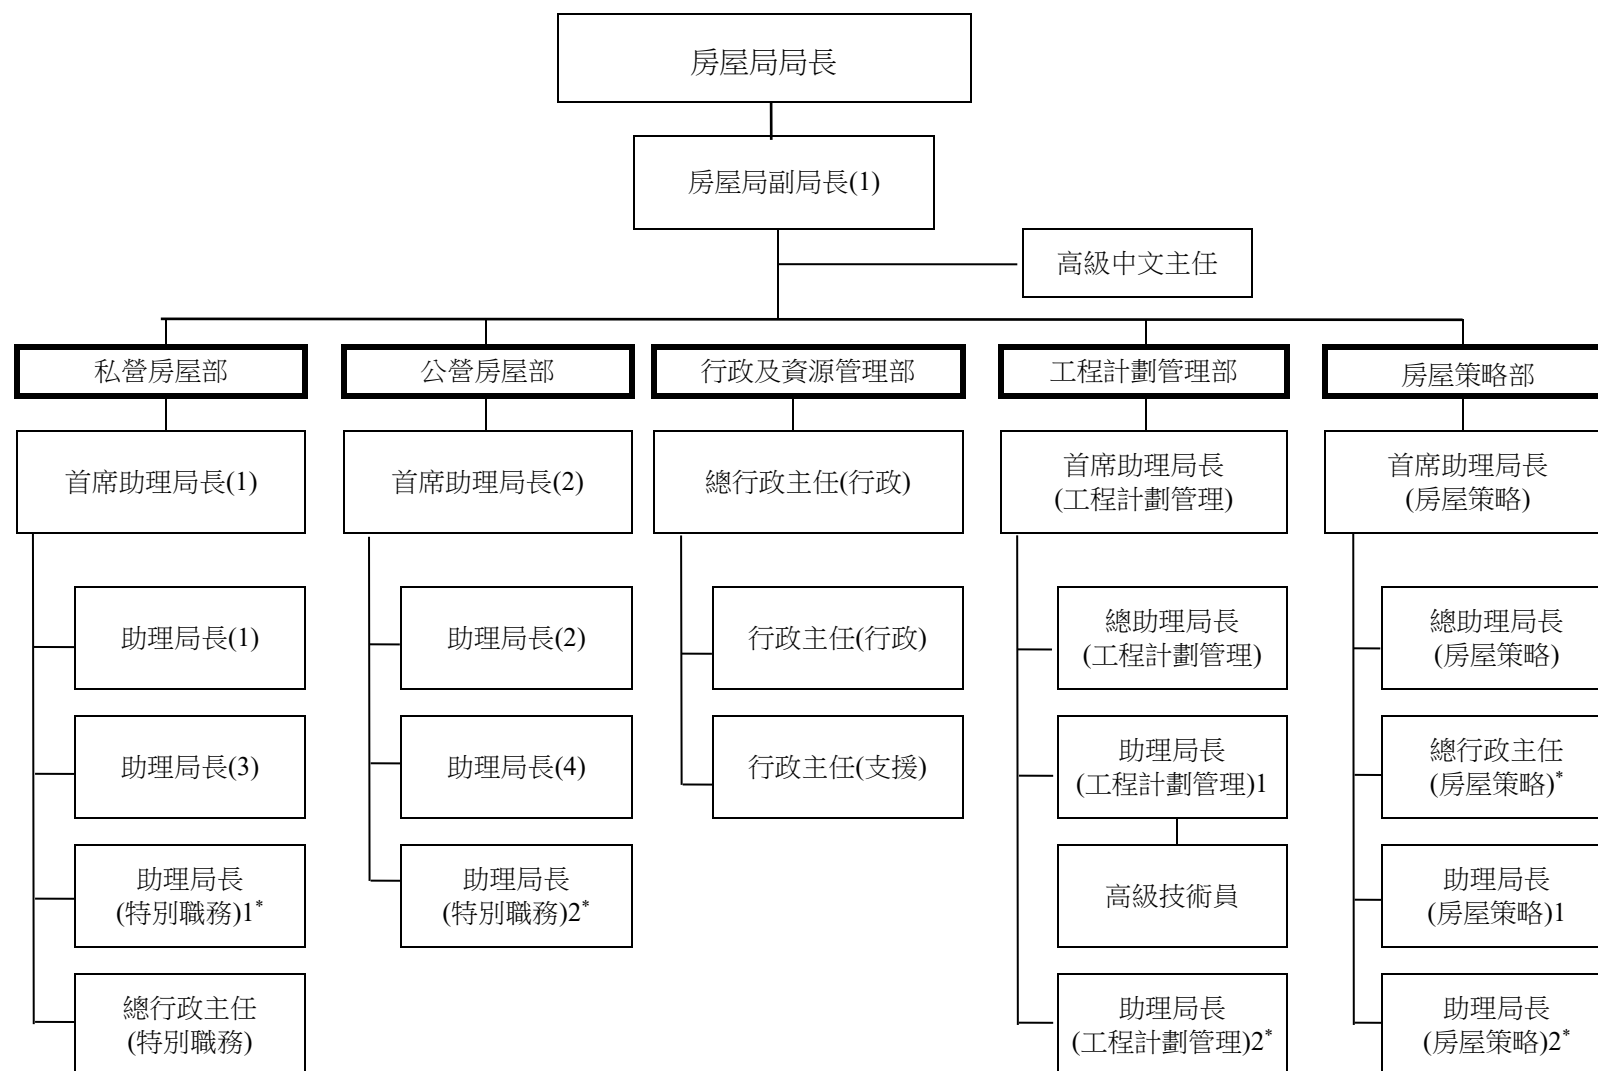 房屋局局長
房屋局副局長(1)
高級中文主任
私營房屋部
公營房屋部
行政及資源管理部
工程計劃管理部
房屋策略部
首席助理局長(1)
首席助理局長(2)
總行政主任(行政)
首席助理局長
(工程計劃管理)
首席助理局長
(房屋策略)
助理局長(1)
助理局長(2)
行政主任(行政)
總助理局長
(工程計劃管理)
總助理局長
(房屋策略)
助理局長(3)
助理局長(4)
行政主任(支援)
助理局長
(工程計劃管理)1
總行政主任
(房屋策略)*
助理局長
(特別職務)1*
助理局長
(特別職務)2*
高級技術員
助理局長
(房屋策略)1
總行政主任
(特別職務)
助理局長
(工程計劃管理)2*
助理局長
(房屋策略)2*